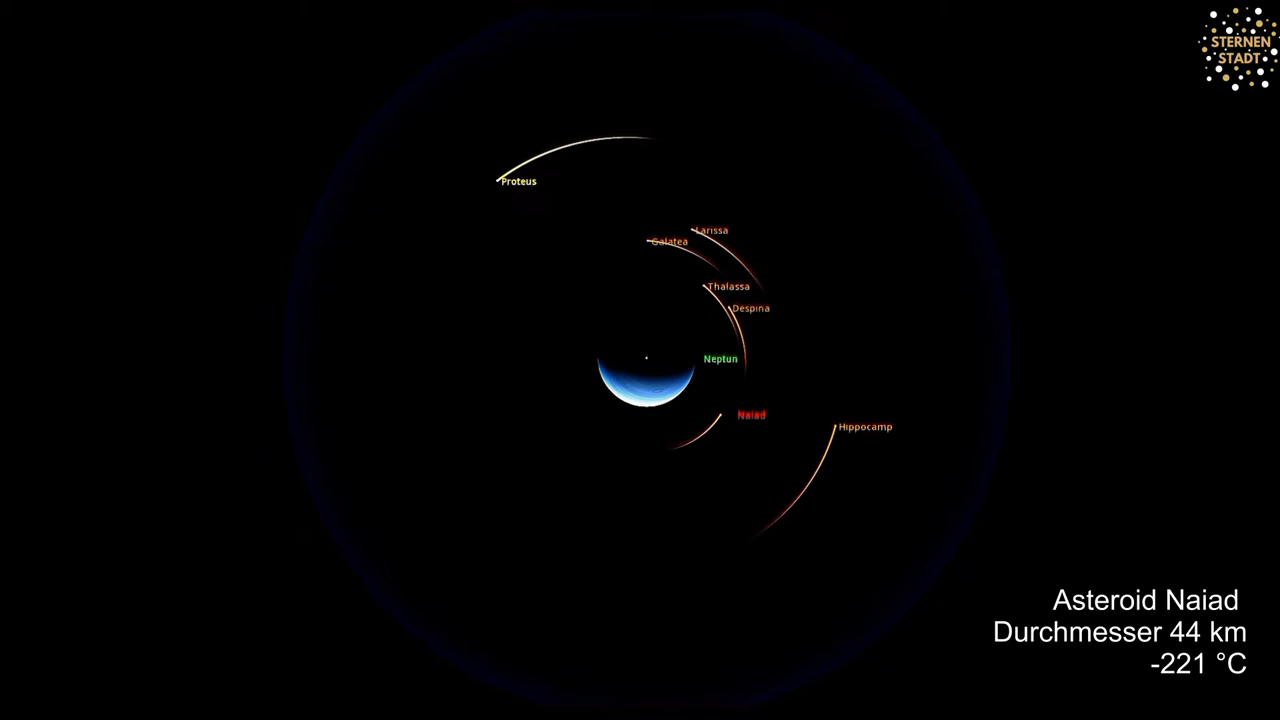 STERNEN
STADT
Proteus
Larissa
Galatea
Thalassa
Despina
Neptun
Naiad
Hippocamp
Asteroid Naiad
Durchmesser 44 km
-221 °C